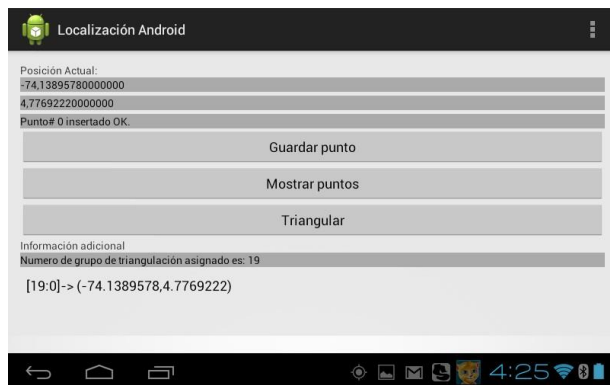 Localización Android
Posición Actual:
-74,13895780000000
4,77692220000000
Punto# 0 insertado OK.
Guardar punto
Mostrar puntos
Triangular
Información adicional
Numero de grupo de triangulación asignado es: 19
[19:0]-> (-74.1389578,4.7769222)
4:25